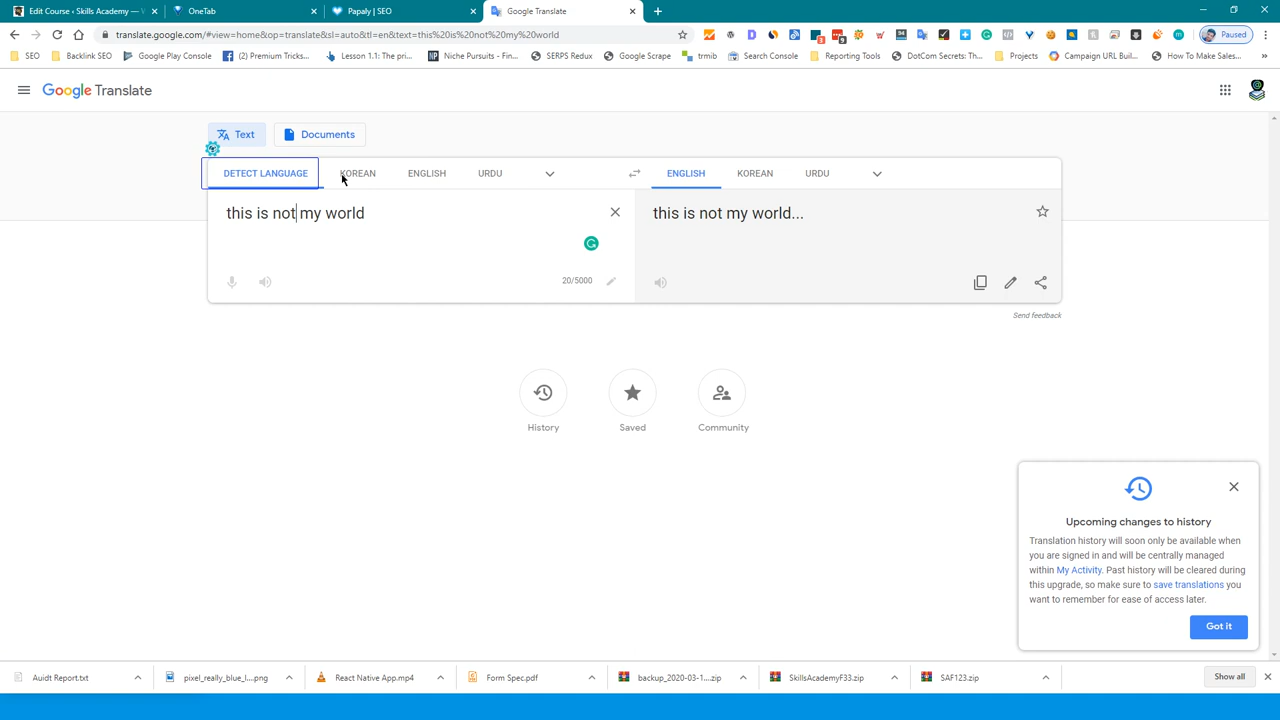 Edit Course ‹ Skills Academy —
OneTab
Papaly | SEO
Google Translate
translate.google.com/#view=home&op=translate&sl=auto&tl=en&text=this%20is%20not%20my%20world
Paused
SEO
Backlink SEO
Google Play Console
(2) Premium Tricks...
Lesson 1.1: The pri...
Niche Pursuits - Fin...
SERPS Redux
Google Scrape
trmib
Search Console
Reporting Tools
DotCom Secrets: Th...
Projects
Campaign URL Buil...
How To Make Sales...
Google Translate
Text
Documents
DETECT LANGUAGE
KOREAN
ENGLISH
URDU
ENGLISH
KOREAN
URDU
this is not my world
this is not my world...
20/5000
Send feedback
History
Saved
Community
Upcoming changes to history
Translation history will soon only be available when
you are signed in and will be centrally managed
within My Activity. Past history will be cleared during
this upgrade, so make sure to save translations you
want to remember for ease of access later.
Got it
Auidt Report.txt
pixel_really_blue_l....png
React Native App.mp4
Form Spec.pdf
backup_2020-03-1....zip
SkillsAcademyF33.zip
SAF123.zip
Show all